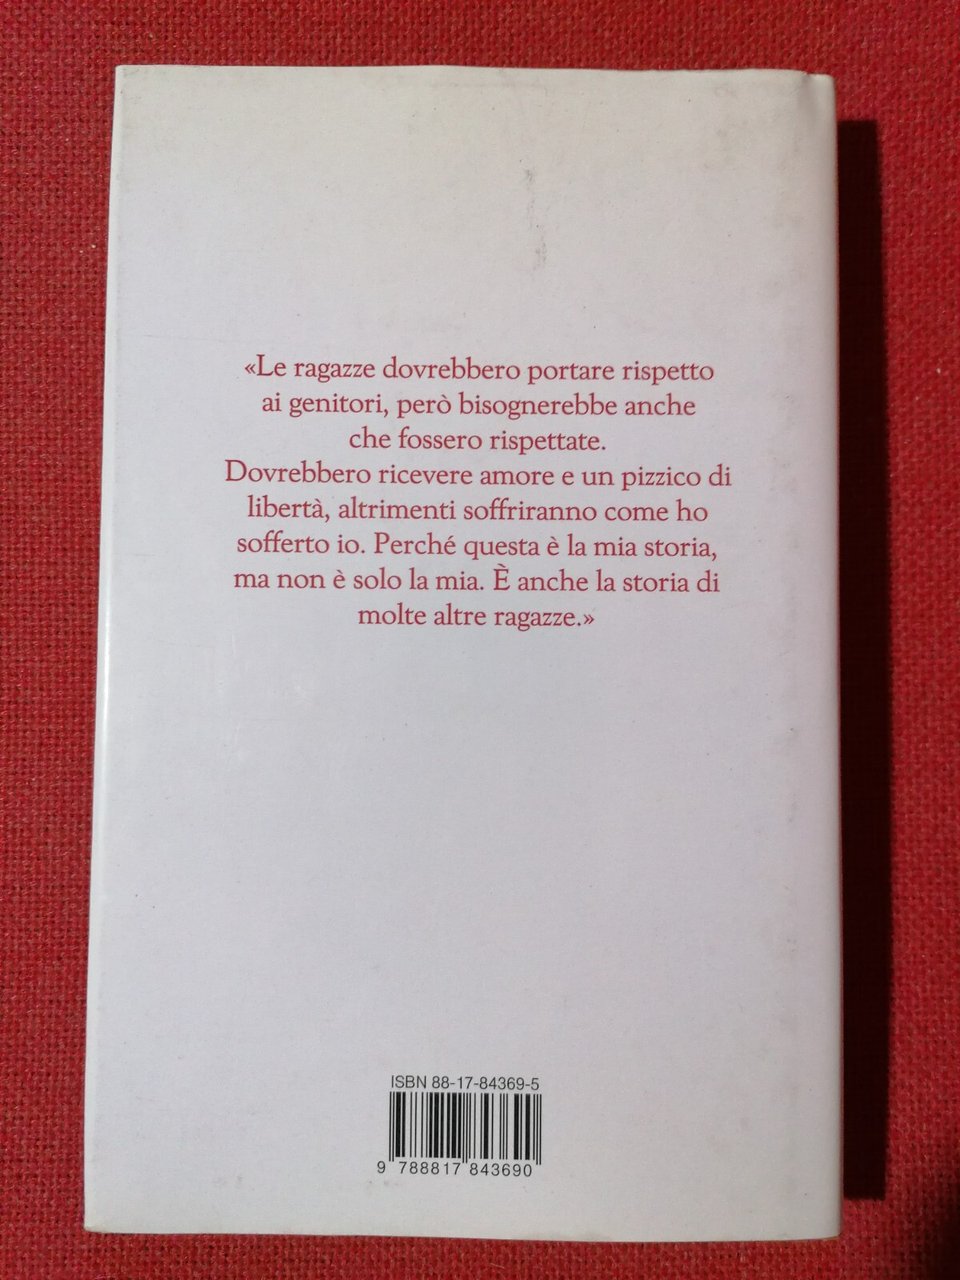 «Le ragazze dovrebbero portare rispetto
ai genitori, però bisognerebbe anche
che fossero rispettate.
Dovrebbero ricevere amore e un pizzico di
libertà, altrimenti soffriranno come ho
sofferto io. Perché questa è la mia storia,
ma non è solo la mia. È anche la storia di
molte altre ragazze.»
ISBN 88-17-84369-5
9 788817 843690